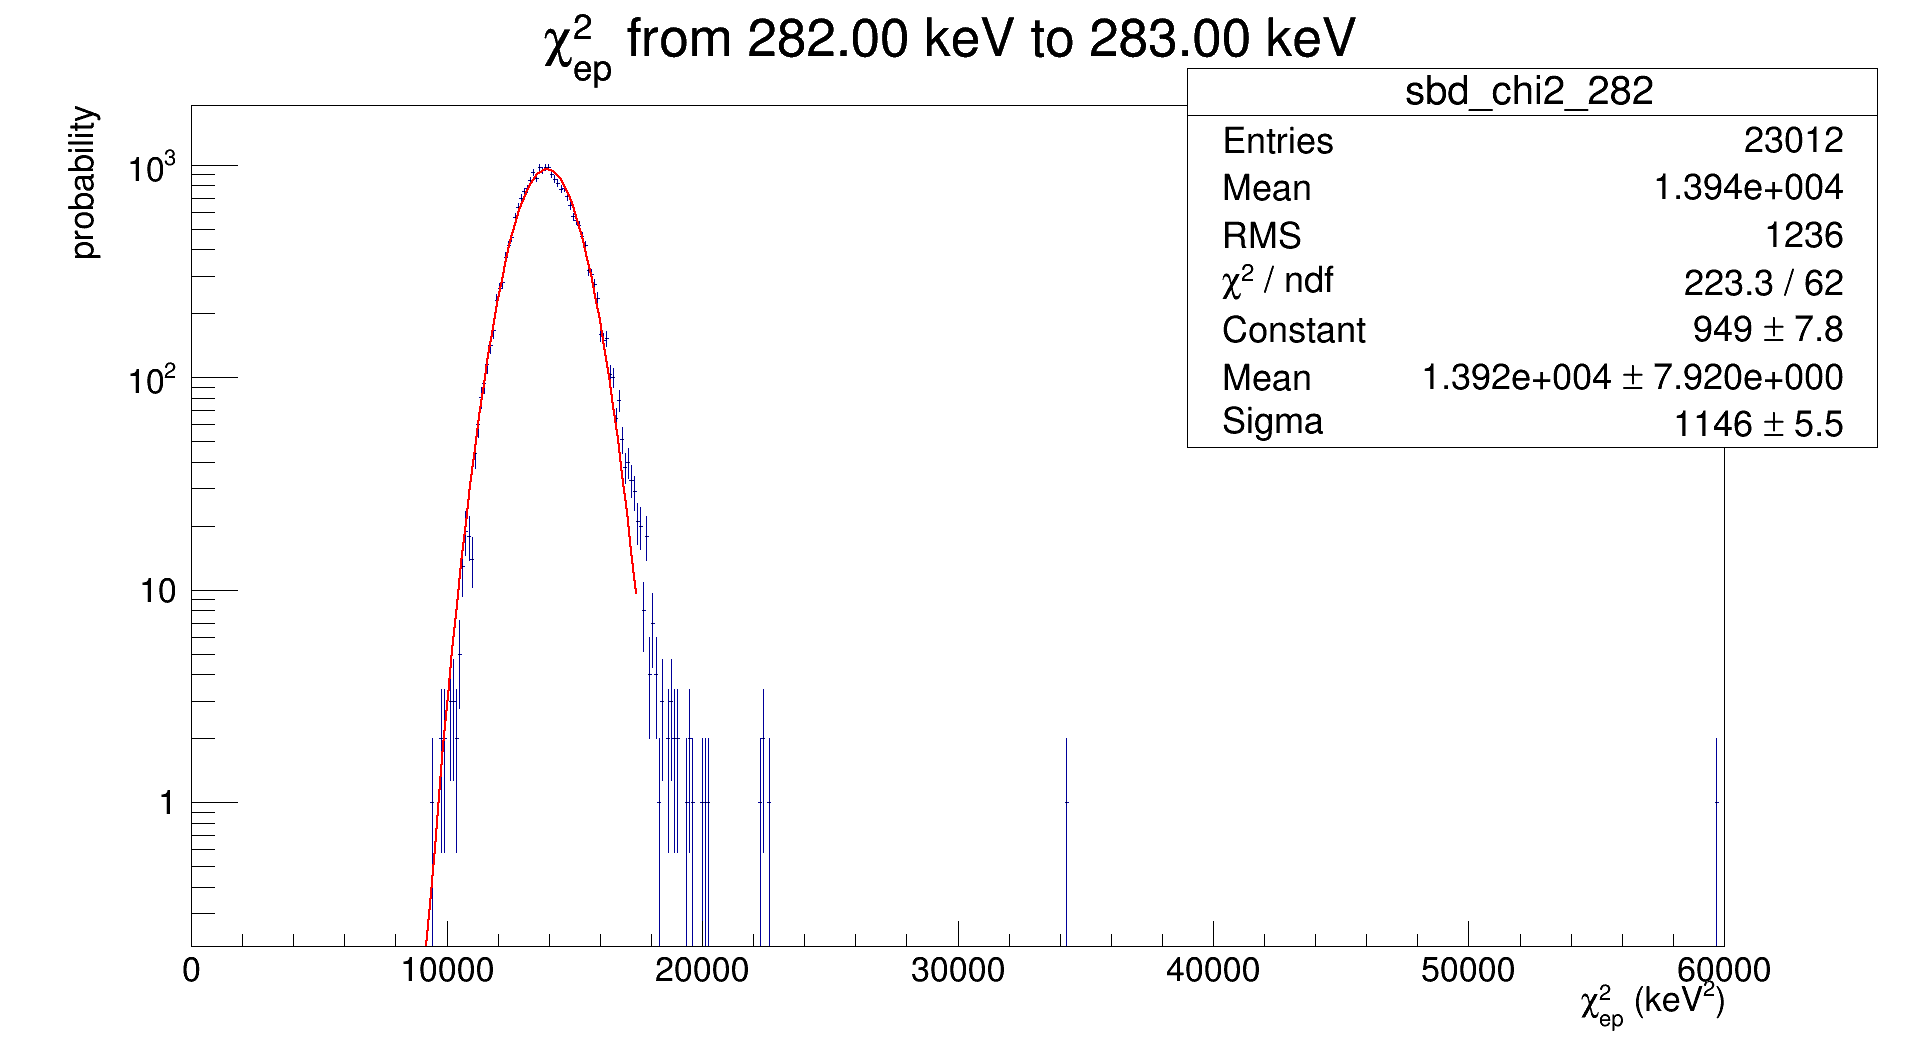 χ²ep from 282.00 keV to 283.00 keV
probability
10³
10²
10
1
sbd_chi2_282
Entries 23012
Mean 1.394e+004
RMS 1236
χ² / ndf 223.3 / 62
Constant 949 ± 7.8
Mean 1.392e+004 ± 7.920e+000
Sigma 1146 ± 5.5
0 10000 20000 30000 40000 50000 60000
χ²ep (keV²)